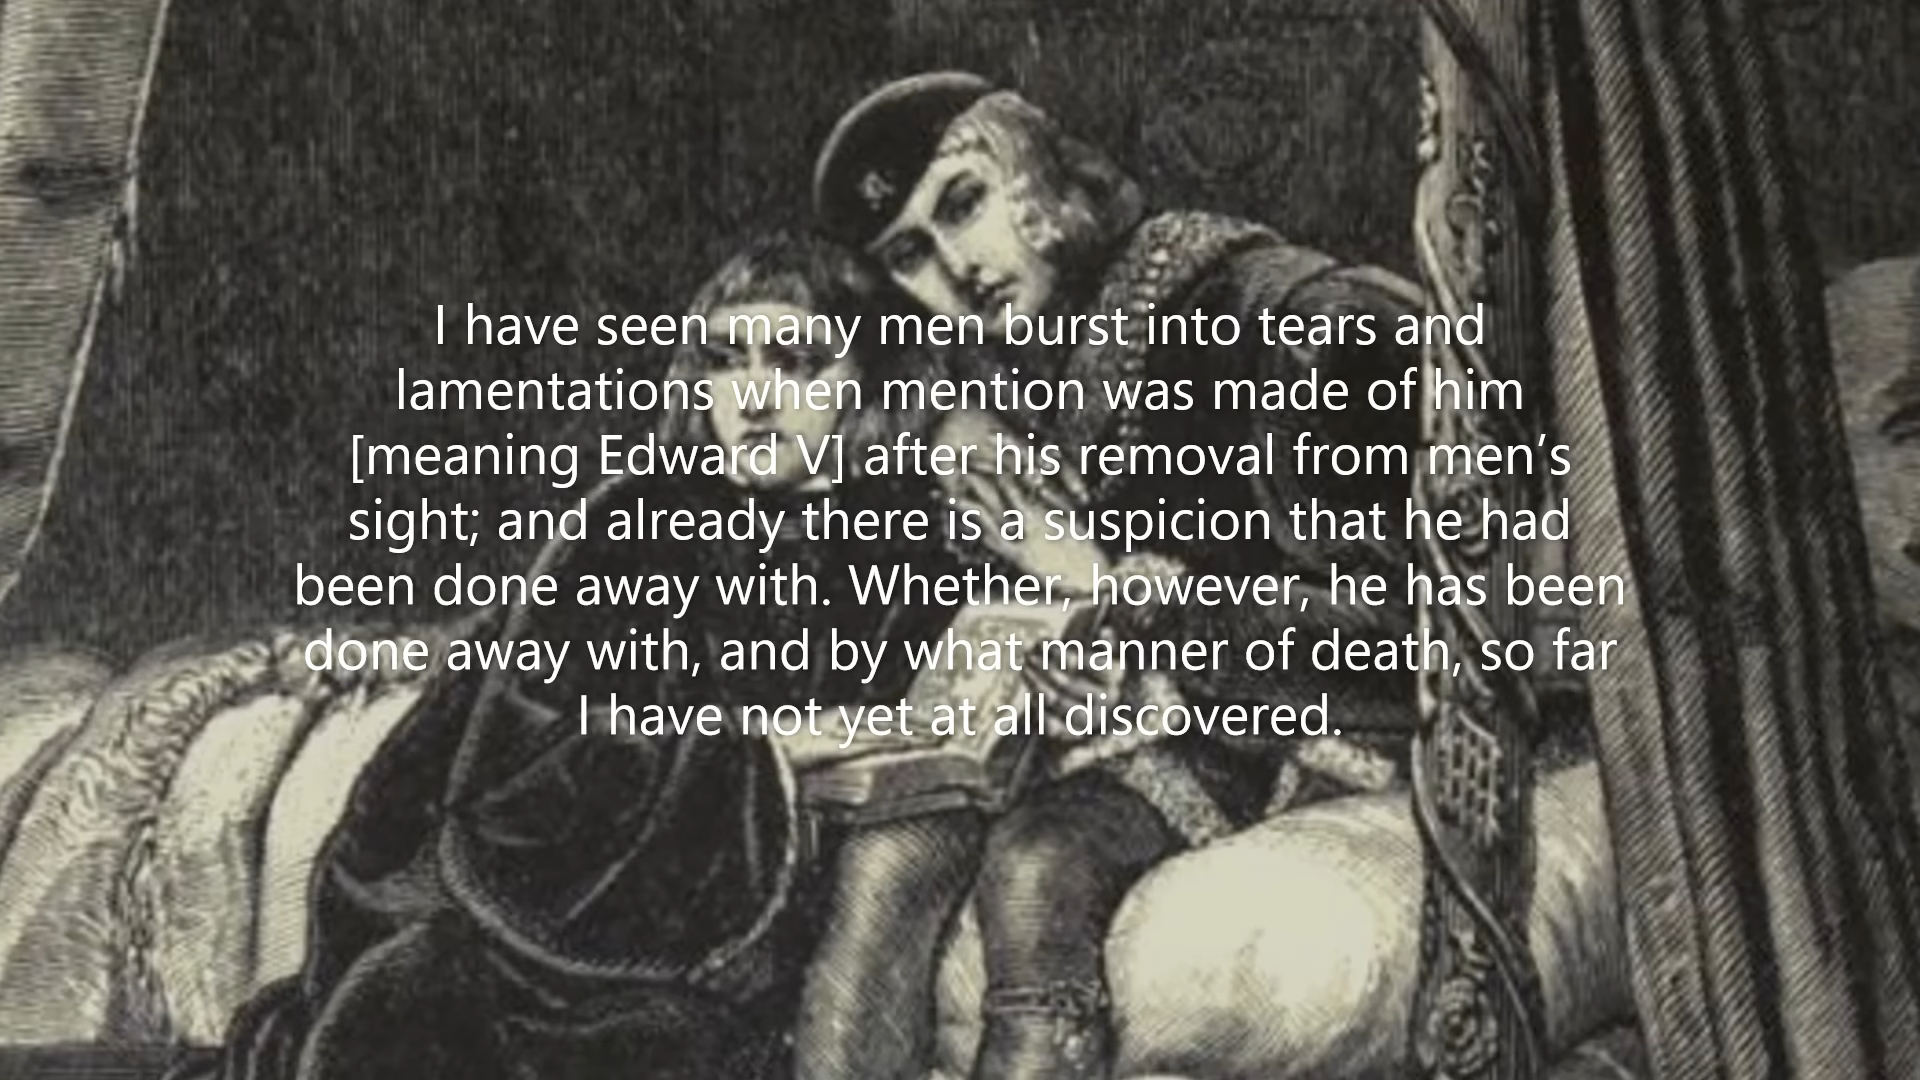 I have seen many men burst into tears and
lamentations when mention was made of him
[meaning Edward V] after his removal from men’s
sight; and already there is a suspicion that he had
been done away with. Whether, however, he has been
done away with, and by what manner of death, so far
I have not yet at all discovered.